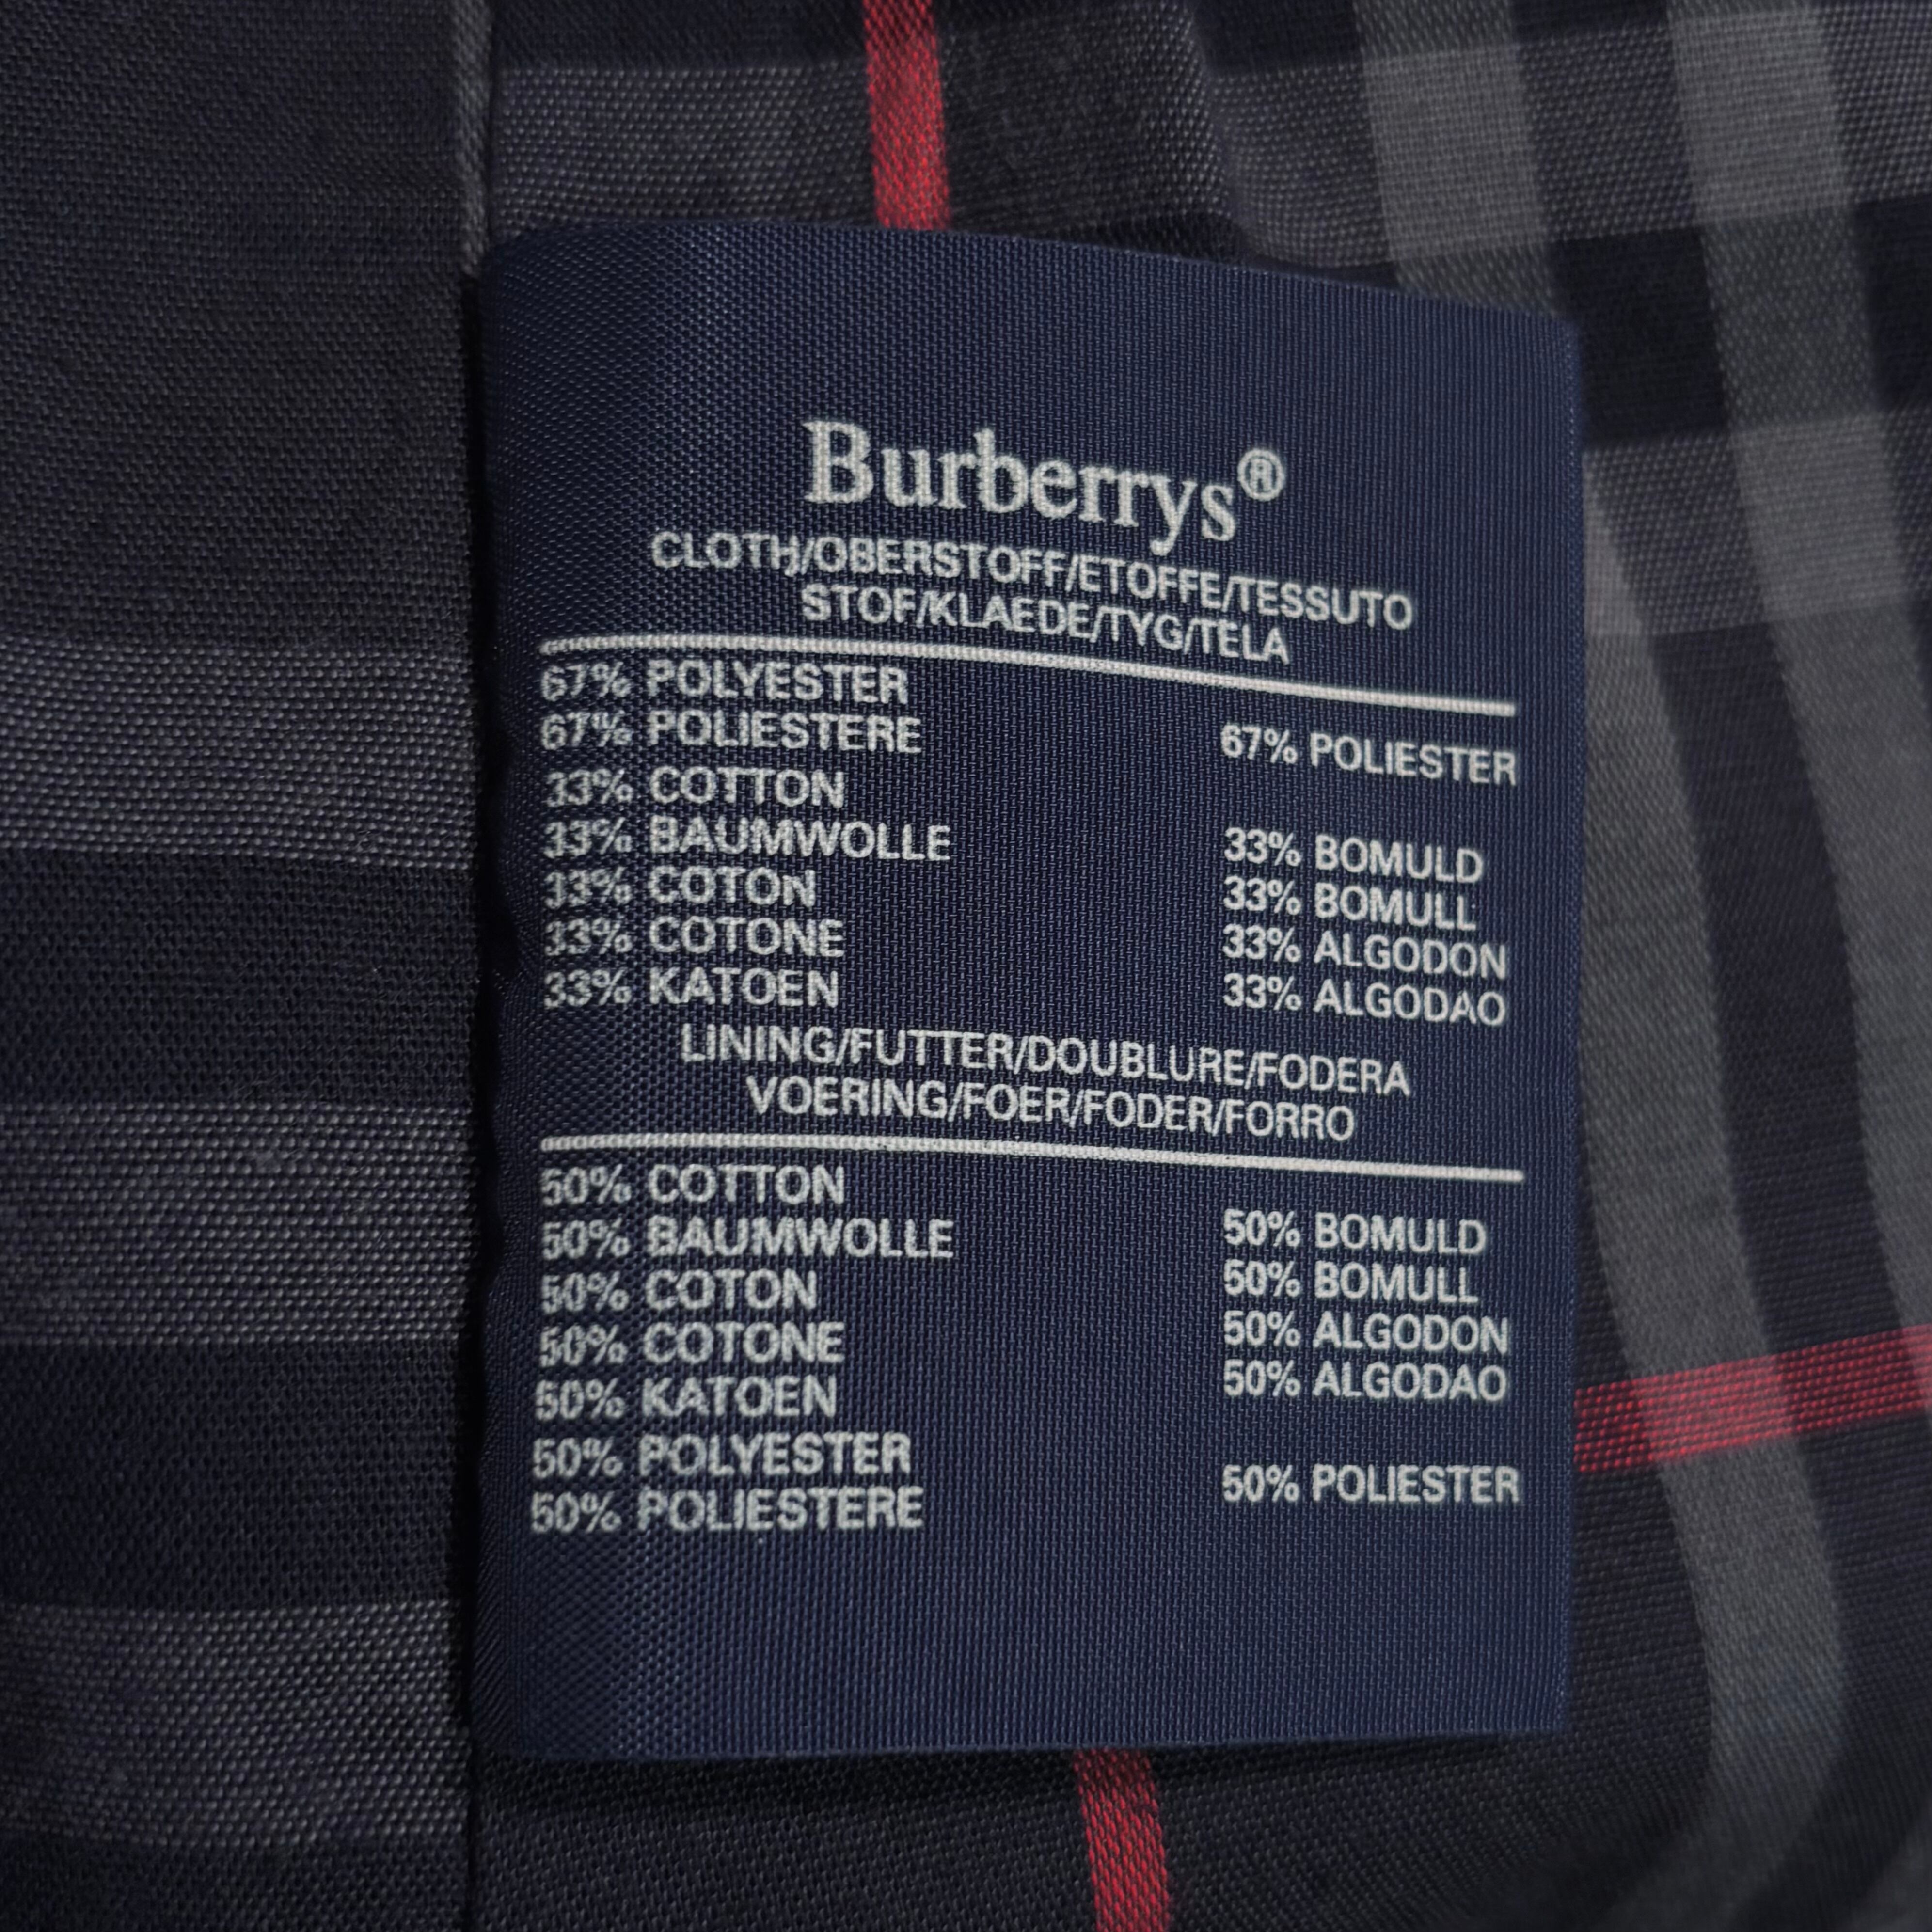 Burberrys®
CLOTH/OBERSTOFF/ETOFFE/TESSUTO
STOF/KLAEDE/TYG/TELA
67% POLYESTER
67% POLIESTERE 67% POLIESTER
33% COTTON
33% BAUMWOLLE 33% BOMULD
33% COTON 33% BOMULL
33% COTONE 33% ALGODON
33% KATOEN 33% ALGODAO
LINING/FUTTER/DOUBLURE/FODERA
VOERING/FOER/FODER/FORRO
50% COTTON
50% BAUMWOLLE 50% BOMULD
50% COTON 50% BOMULL
50% COTONE 50% ALGODON
50% KATOEN 50% ALGODAO
50% POLYESTER
50% POLIESTERE 50% POLIESTER